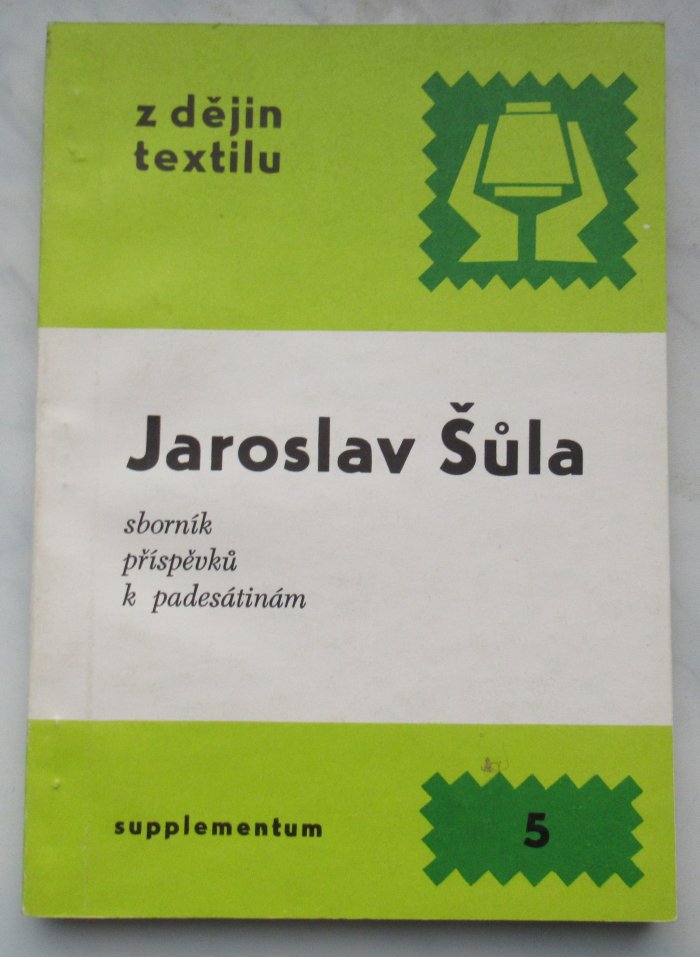 z dějin
textilu
Jaroslav Šůla
sborník
příspěvků
k padesátinám
supplementum
5